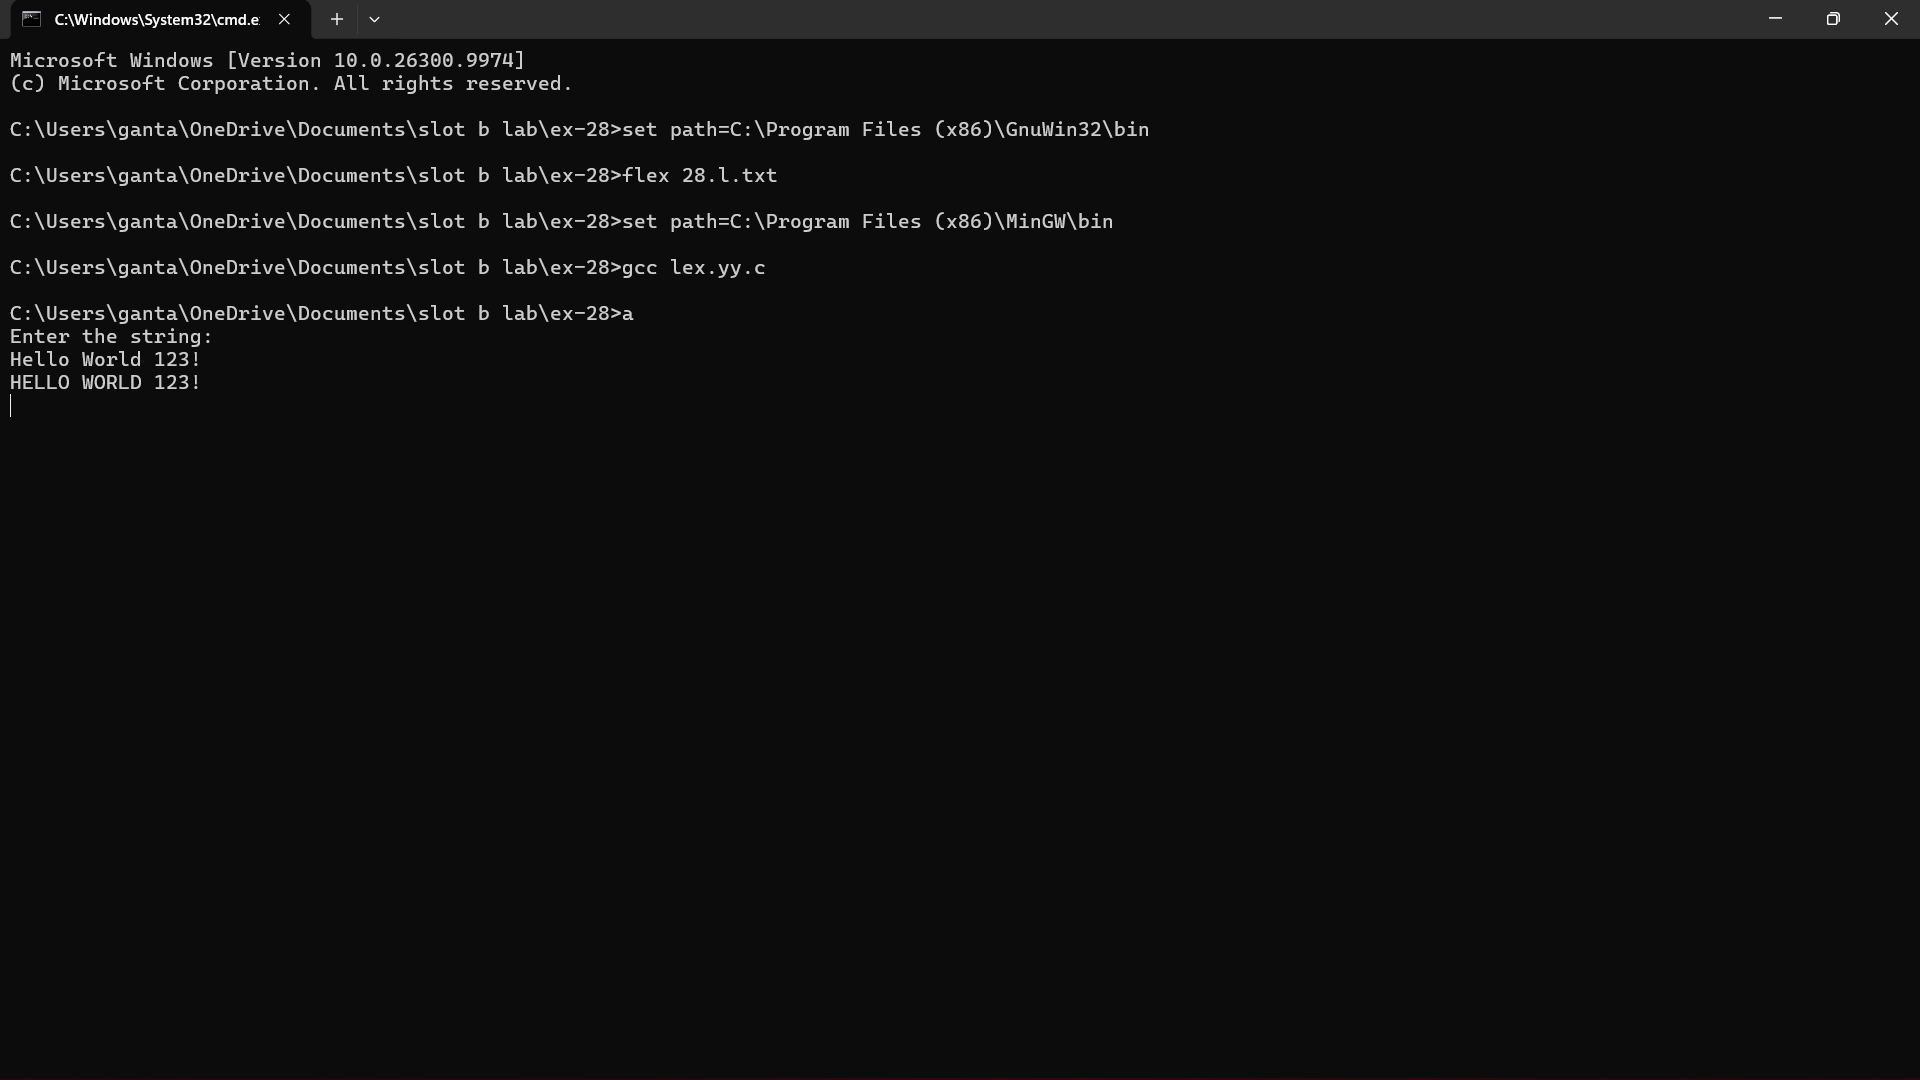 C:\Windows\System32\cmd.e
Microsoft Windows [Version 10.0.26300.9974]
(c) Microsoft Corporation. All rights reserved.
C:\Users\ganta\OneDrive\Documents\slot b lab\ex-28>set path=C:\Program Files (x86)\GnuWin32\bin
C:\Users\ganta\OneDrive\Documents\slot b lab\ex-28>flex 28.l.txt
C:\Users\ganta\OneDrive\Documents\slot b lab\ex-28>set path=C:\Program Files (x86)\MinGW\bin
C:\Users\ganta\OneDrive\Documents\slot b lab\ex-28>gcc lex.yy.c
C:\Users\ganta\OneDrive\Documents\slot b lab\ex-28>a
Enter the string:
Hello World 123!
HELLO WORLD 123!